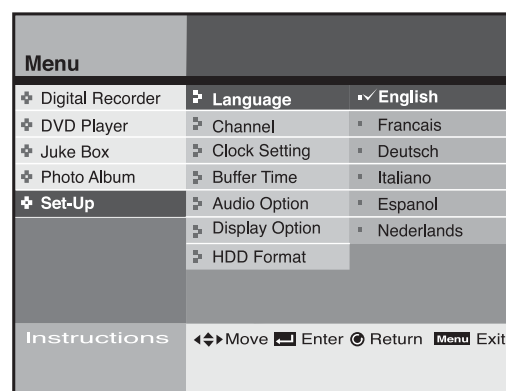 Menu
Digital Recorder
DVD Player
Juke Box
Photo Album
Set-Up
Language
Channel
Clock Setting
Buffer Time
Audio Option
Display Option
HDD Format
English
Francais
Deutsch
Italiano
Espanol
Nederlands
Instructions
Move Enter Return Menu Exit